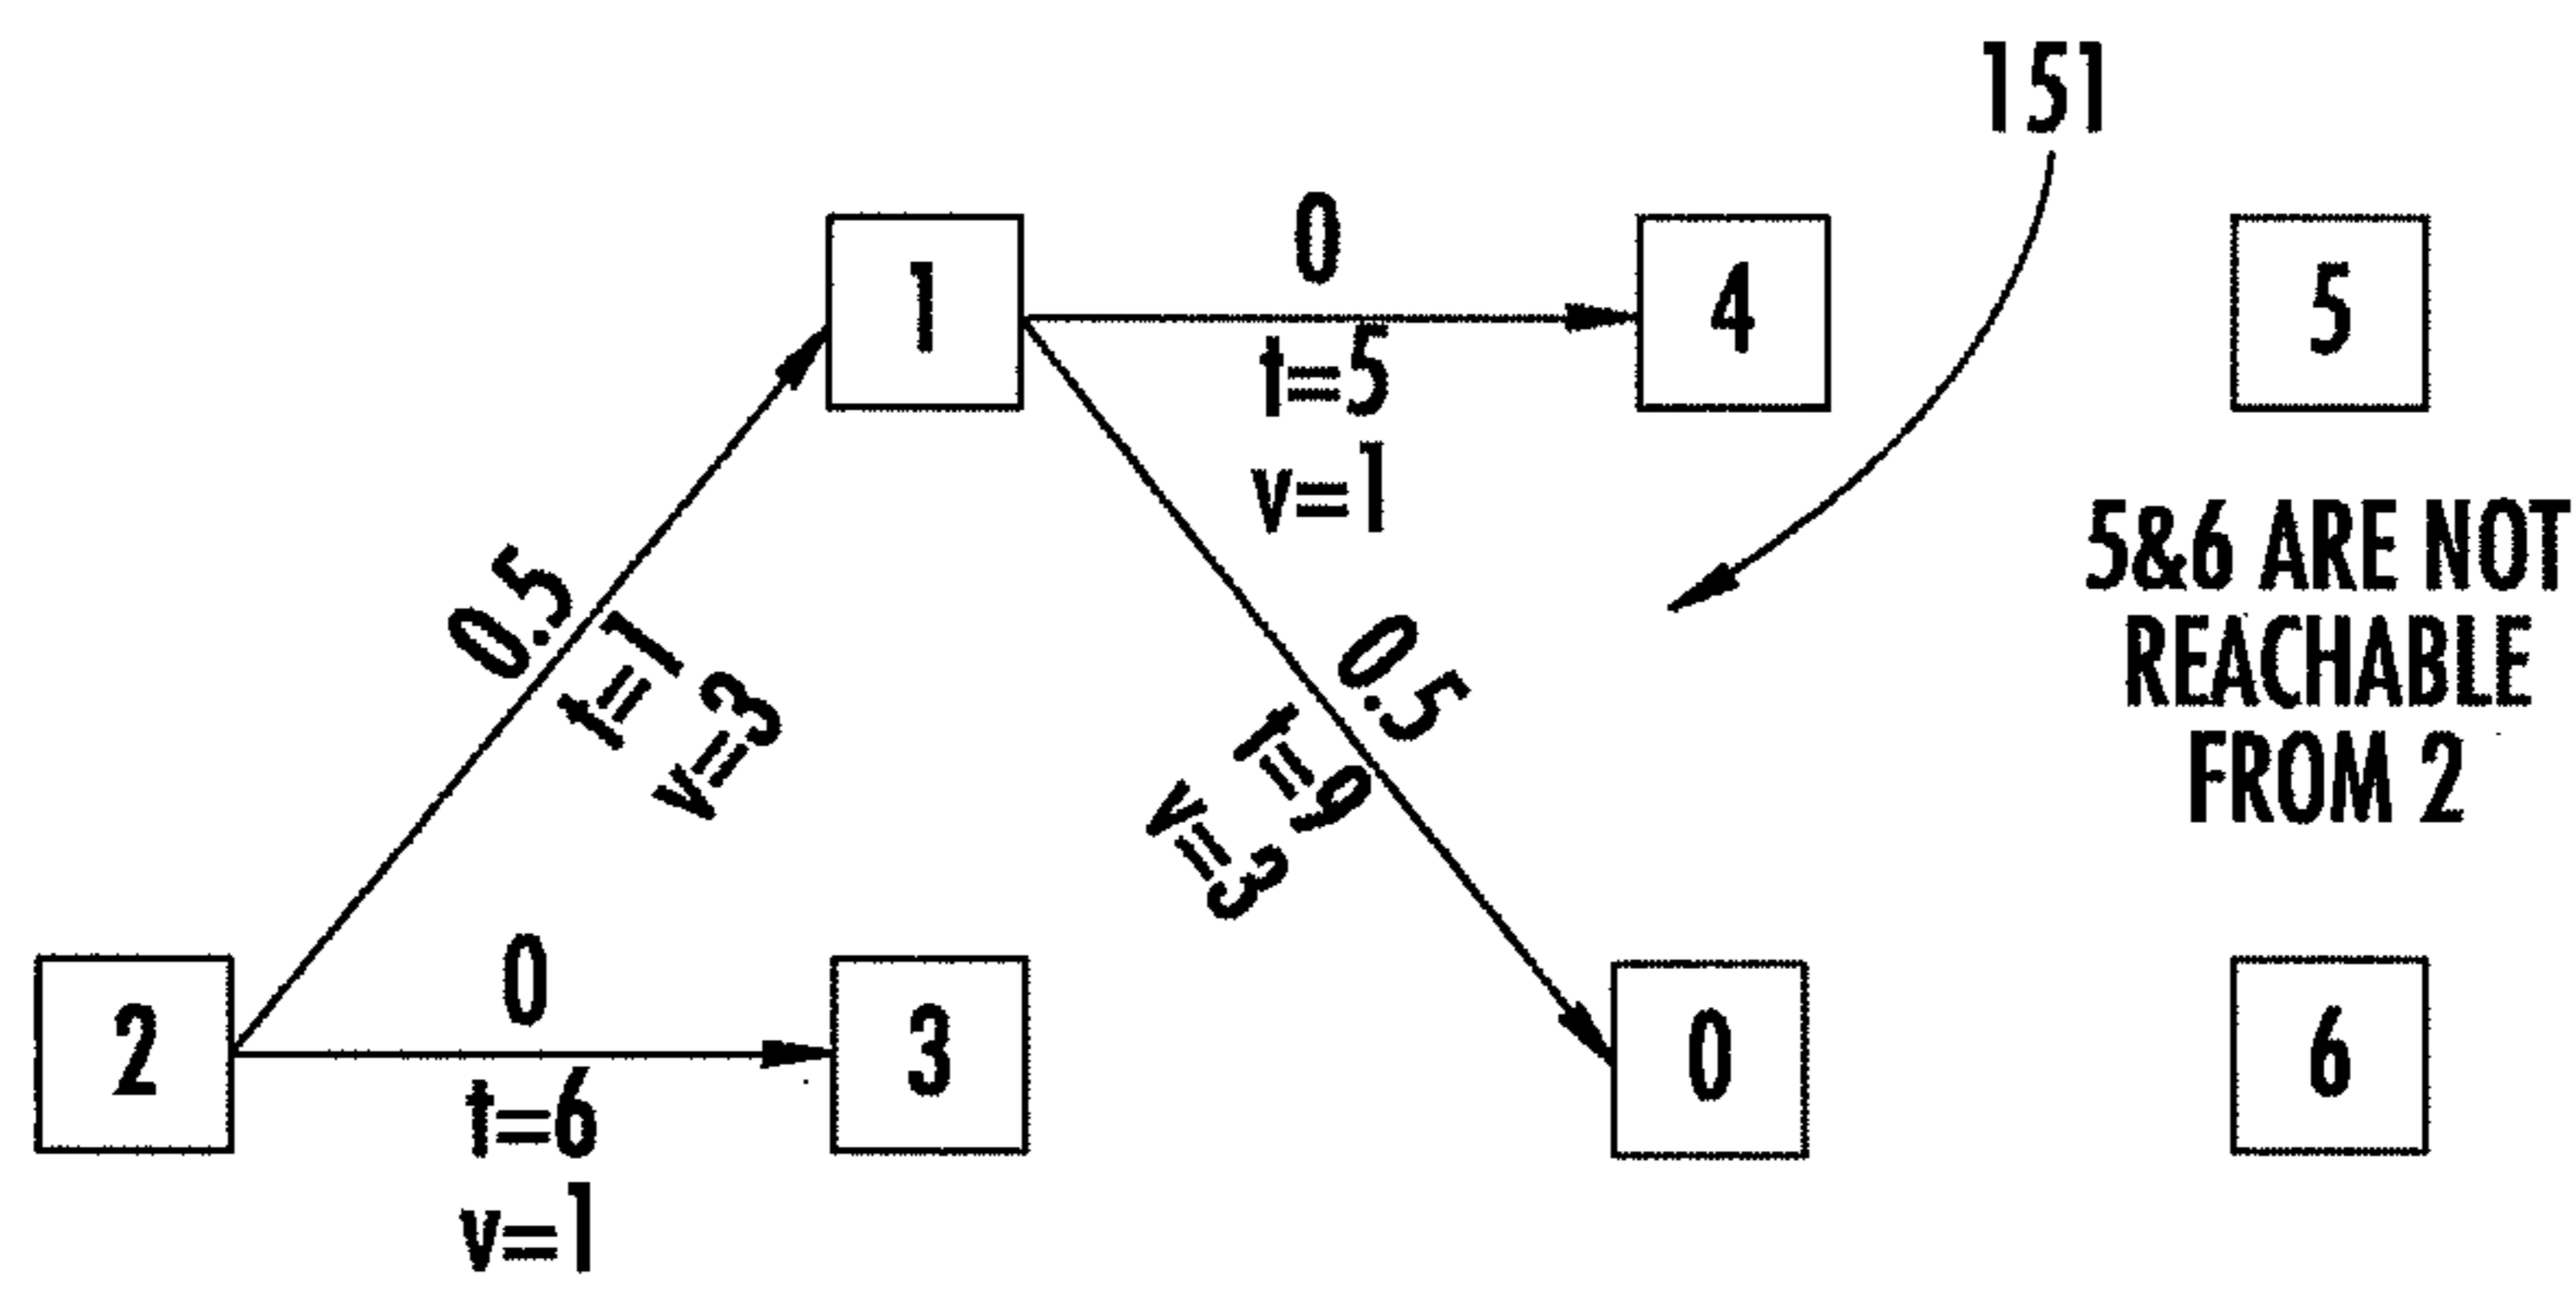 151
0
1
4
5
t=5
v=1
5&6 ARE NOT
REACHABLE
FROM 2
0.5
t=1
v=3
0.5
t=9
v=3
0
2
3
0
6
t=6
v=1